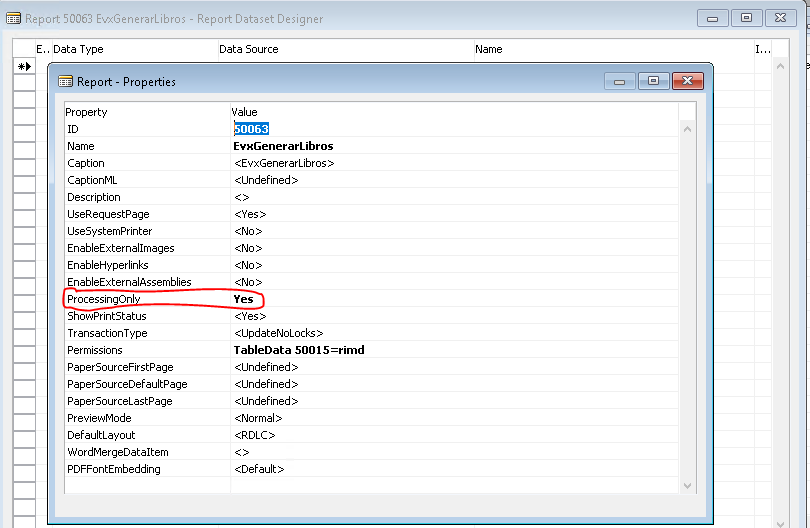 Report 50063 EvxGenerarLibros - Report Dataset Designer
E.. Data Type Data Source Name I...
Report - Properties
Property Value
ID 50063
Name EvxGenerarLibros
Caption <EvxGenerarLibros>
CaptionML <Undefined>
Description <>
UseRequestPage <Yes>
UseSystemPrinter <No>
EnableExternalImages <No>
EnableHyperlinks <No>
EnableExternalAssemblies <No>
ProcessingOnly Yes
ShowPrintStatus <Yes>
TransactionType <UpdateNoLocks>
Permissions TableData 50015=rimd
PaperSourceFirstPage <Undefined>
PaperSourceDefaultPage <Undefined>
PaperSourceLastPage <Undefined>
PreviewMode <Normal>
DefaultLayout <RDLC>
WordMergeDataItem <>
PDFFontEmbedding <Default>